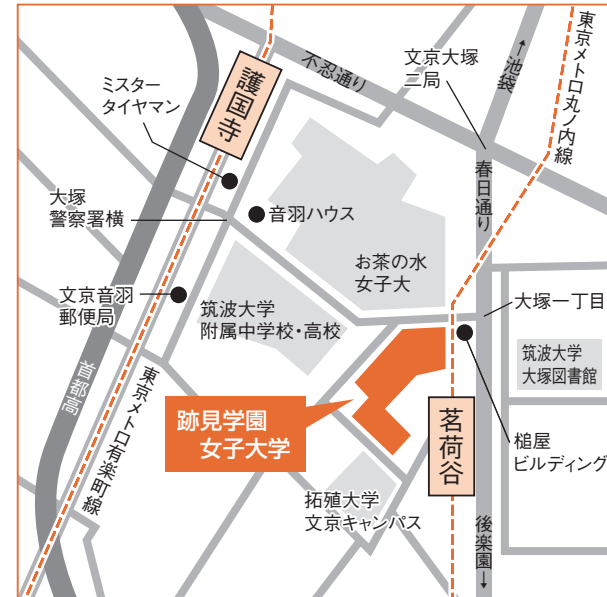 不忍通り
文京大塚
二局
←池袋
東京メトロ丸ノ内線
護国寺
ミスター
タイヤマン
春日通り
大塚
警察署横
音羽ハウス
お茶の水
女子大
文京音羽
郵便局
筑波大学
附属中学校・高校
大塚一丁目
筑波大学
大塚図書館
首都高
東京メトロ有楽町線
跡見学園
女子大学
茗荷谷
槌屋
ビルディング
拓殖大学
文京キャンパス
後楽園→